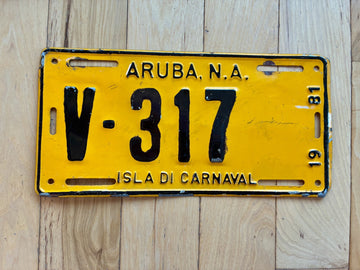 ARUBA, N.A.
V-317
19 81
ISLA DI CARNAVAL